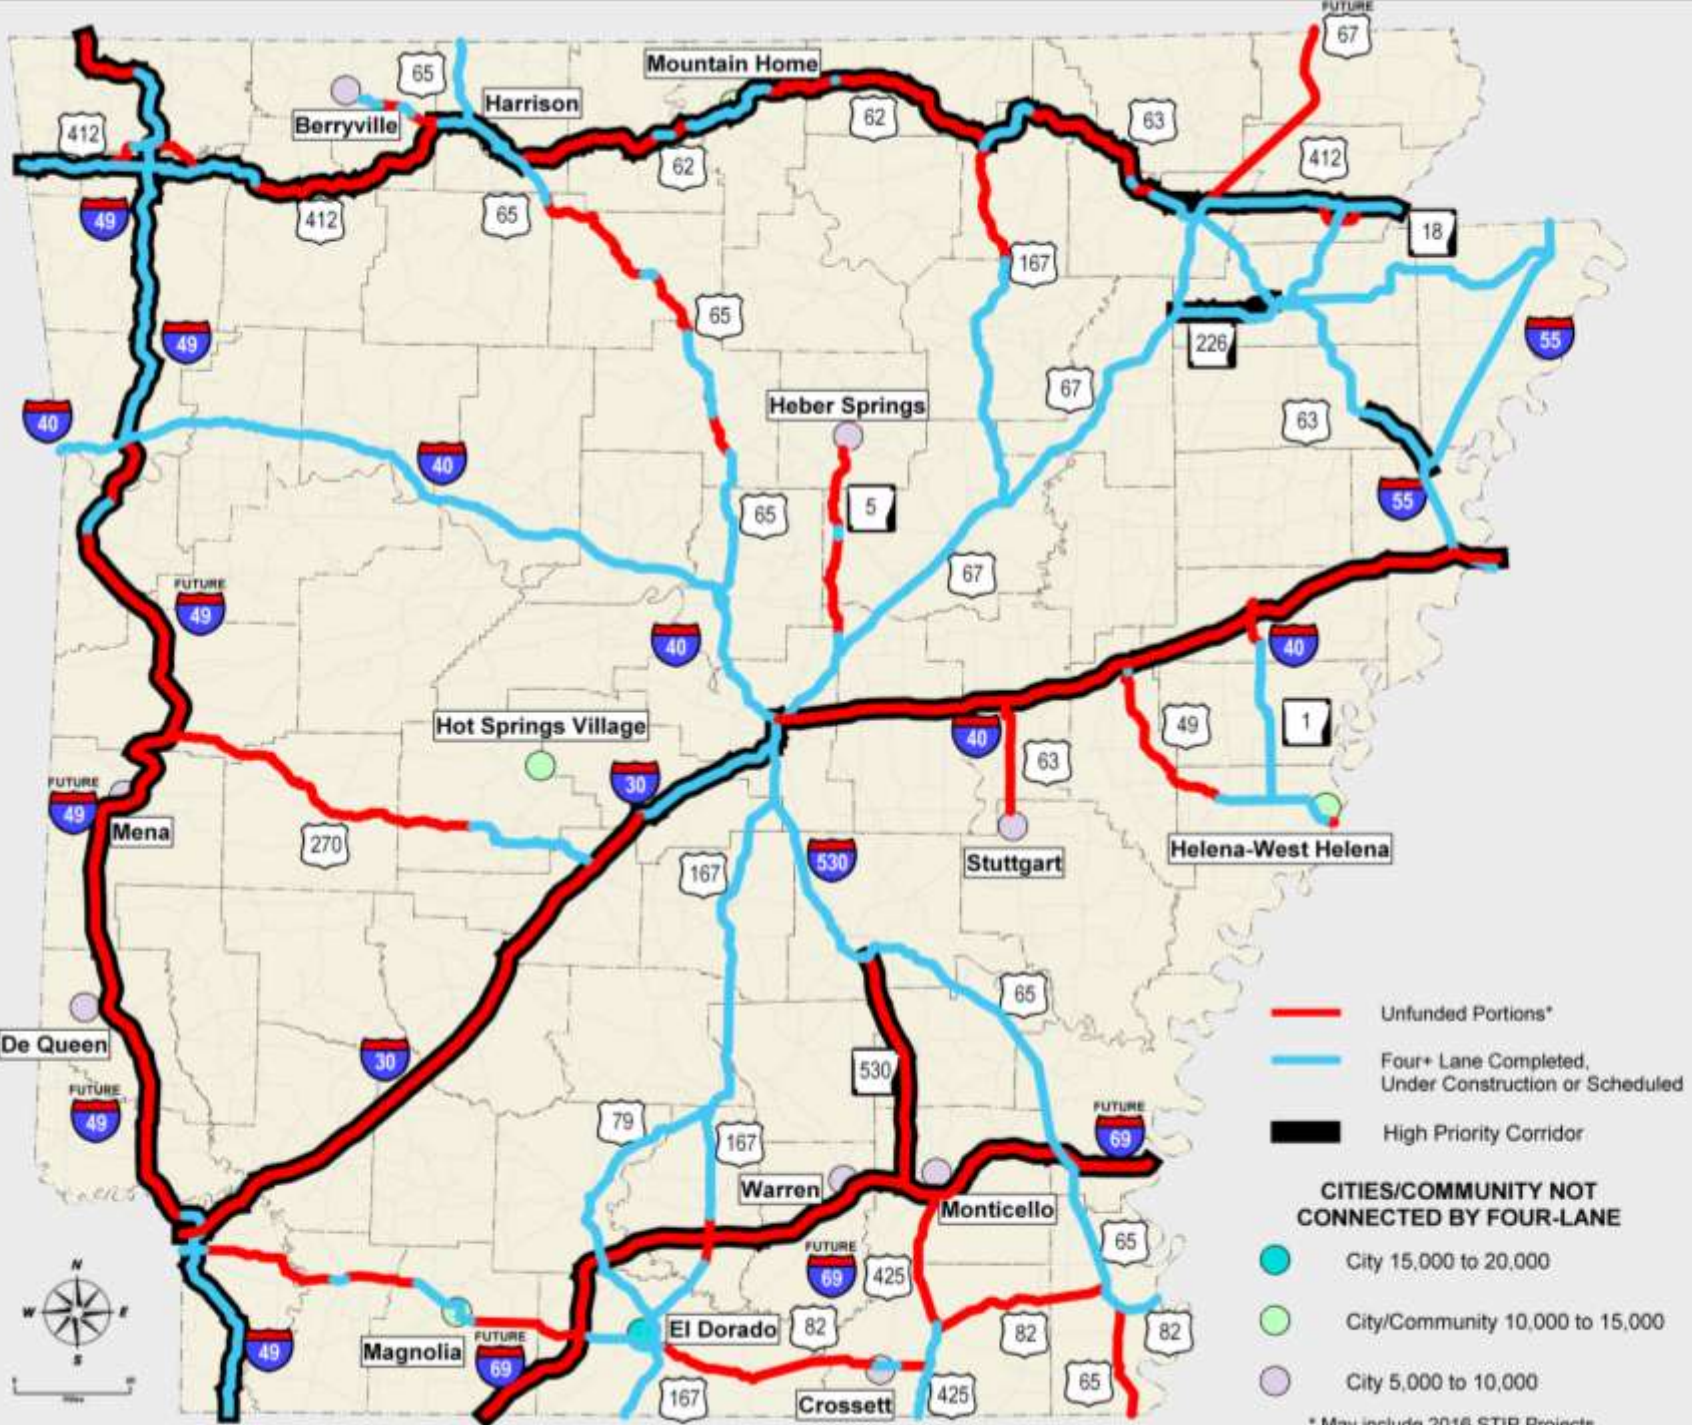 FUTURE
67
Mountain Home
65
Harrison
Berryville
412
62
63
412
62
49
412
65
18
167
49
65
226
55
40
Heber Springs
67
63
40
65
5
55
67
FUTURE
49
40
40
Hot Springs Village
49
1
40
63
30
FUTURE
49
Mena
270
167
530
Stuttgart
Helena-West Helena
65
Unfunded Portions*
De Queen
30
530
Four+ Lane Completed,
Under Construction or Scheduled
FUTURE
49
79
167
FUTURE
69
High Priority Corridor
Warren
Monticello
CITIES/COMMUNITY NOT
CONNECTED BY FOUR-LANE
65
FUTURE
69
425
City 15,000 to 20,000
N
W
E
S
El Dorado
82
82
82
City/Community 10,000 to 15,000
49
Magnolia
FUTURE
69
65
City 5,000 to 10,000
167
Crossett
425
* May include 2016 STIP Projects